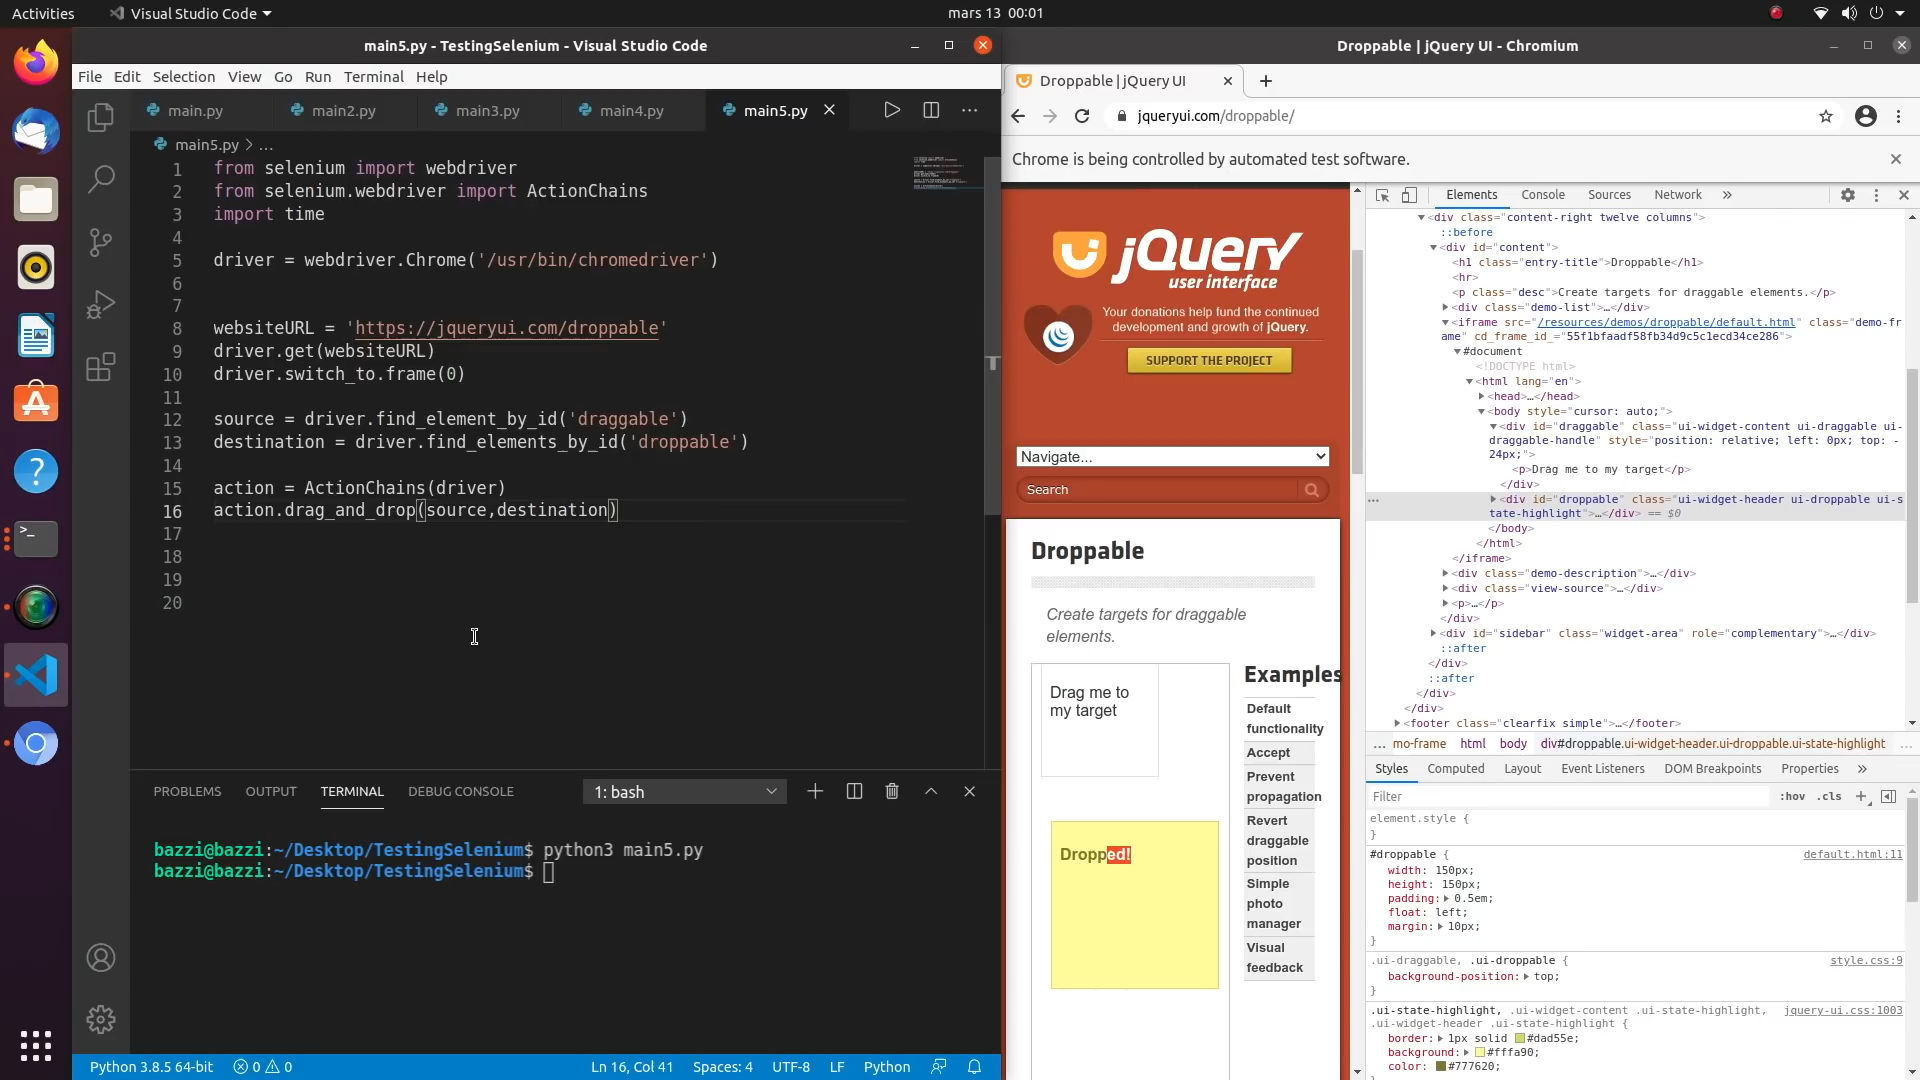 Activities
Visual Studio Code
mars 13 00:01
main5.py - TestingSelenium - Visual Studio Code
File Edit Selection View Go Run Terminal Help
main.py
main2.py
main3.py
main4.py
main5.py
main5.py > ...
1 from selenium import webdriver
2 from selenium.webdriver import ActionChains
3 import time
4
5 driver = webdriver.Chrome('/usr/bin/chromedriver')
6
7
8 websiteURL = 'https://jqueryui.com/droppable'
9 driver.get(websiteURL)
10 driver.switch_to.frame(0)
11
12 source = driver.find_element_by_id('draggable')
13 destination = driver.find_elements_by_id('droppable')
14
15 action = ActionChains(driver)
16 action.drag_and_drop(source,destination)
17
18
19
20
PROBLEMS OUTPUT TERMINAL DEBUG CONSOLE
1: bash
bazzi@bazzi:~/Desktop/TestingSelenium$ python3 main5.py
bazzi@bazzi:~/Desktop/TestingSelenium$
Python 3.8.5 64-bit 0 0 Ln 16, Col 41 Spaces: 4 UTF-8 LF Python
Droppable | jQuery UI - Chromium
Droppable | jQuery UI
jqueryui.com/droppable/
Chrome is being controlled by automated test software.
jQuery
user interface
Your donations help fund the continued
development and growth of jQuery.
SUPPORT THE PROJECT
Navigate...
Search
Droppable
Create targets for draggable
elements.
Drag me to
my target
Dropped!
Examples
Default
functionality
Accept
Prevent
propagation
Revert
draggable
position
Simple
photo
manager
Visual
feedback
Elements Console Sources Network »
<div class="content-right twelve columns">
::before
<div id="content">
<h1 class="entry-title">Droppable</h1>
<hr>
<p class="desc">Create targets for draggable elements.</p>
<div class="demo-list">…</div>
<iframe src="/resources/demos/droppable/default.html" class="demo-fr
ame" cd_frame_id_="55f1bfaadf58fb34d9c5c1ecd34ce286">
#document
<!DOCTYPE html>
<html lang="en">
<head>…</head>
<body style="cursor: auto;">
<div id="draggable" class="ui-widget-content ui-draggable ui-
draggable-handle" style="position: relative; left: 0px; top: -
24px;">
<p>Drag me to my target</p>
</div>
<div id="droppable" class="ui-widget-header ui-droppable ui-s
tate-highlight">…</div> == $0
</body>
</html>
</iframe>
<div class="demo-description">…</div>
<div class="view-source">…</div>
<p>…</p>
</div>
<div id="sidebar" class="widget-area" role="complementary">…</div>
::after
</div>
::after
</div>
</div>
<footer class="clearfix simple">…</footer>
... mo-frame html body div#droppable.ui-widget-header.ui-droppable.ui-state-highlight ...
Styles Computed Layout Event Listeners DOM Breakpoints Properties »
Filter :hov .cls +
element.style {
}
#droppable { default.html:11
width: 150px;
height: 150px;
padding: 0.5em;
float: left;
margin: 10px;
}
.ui-draggable, .ui-droppable { style.css:9
background-position: top;
}
.ui-state-highlight, .ui-widget-content .ui-state-highlight, jquery-ui.css:1003
.ui-widget-header .ui-state-highlight {
border: 1px solid #dad55e;
background: #fffa90;
color: #777620;